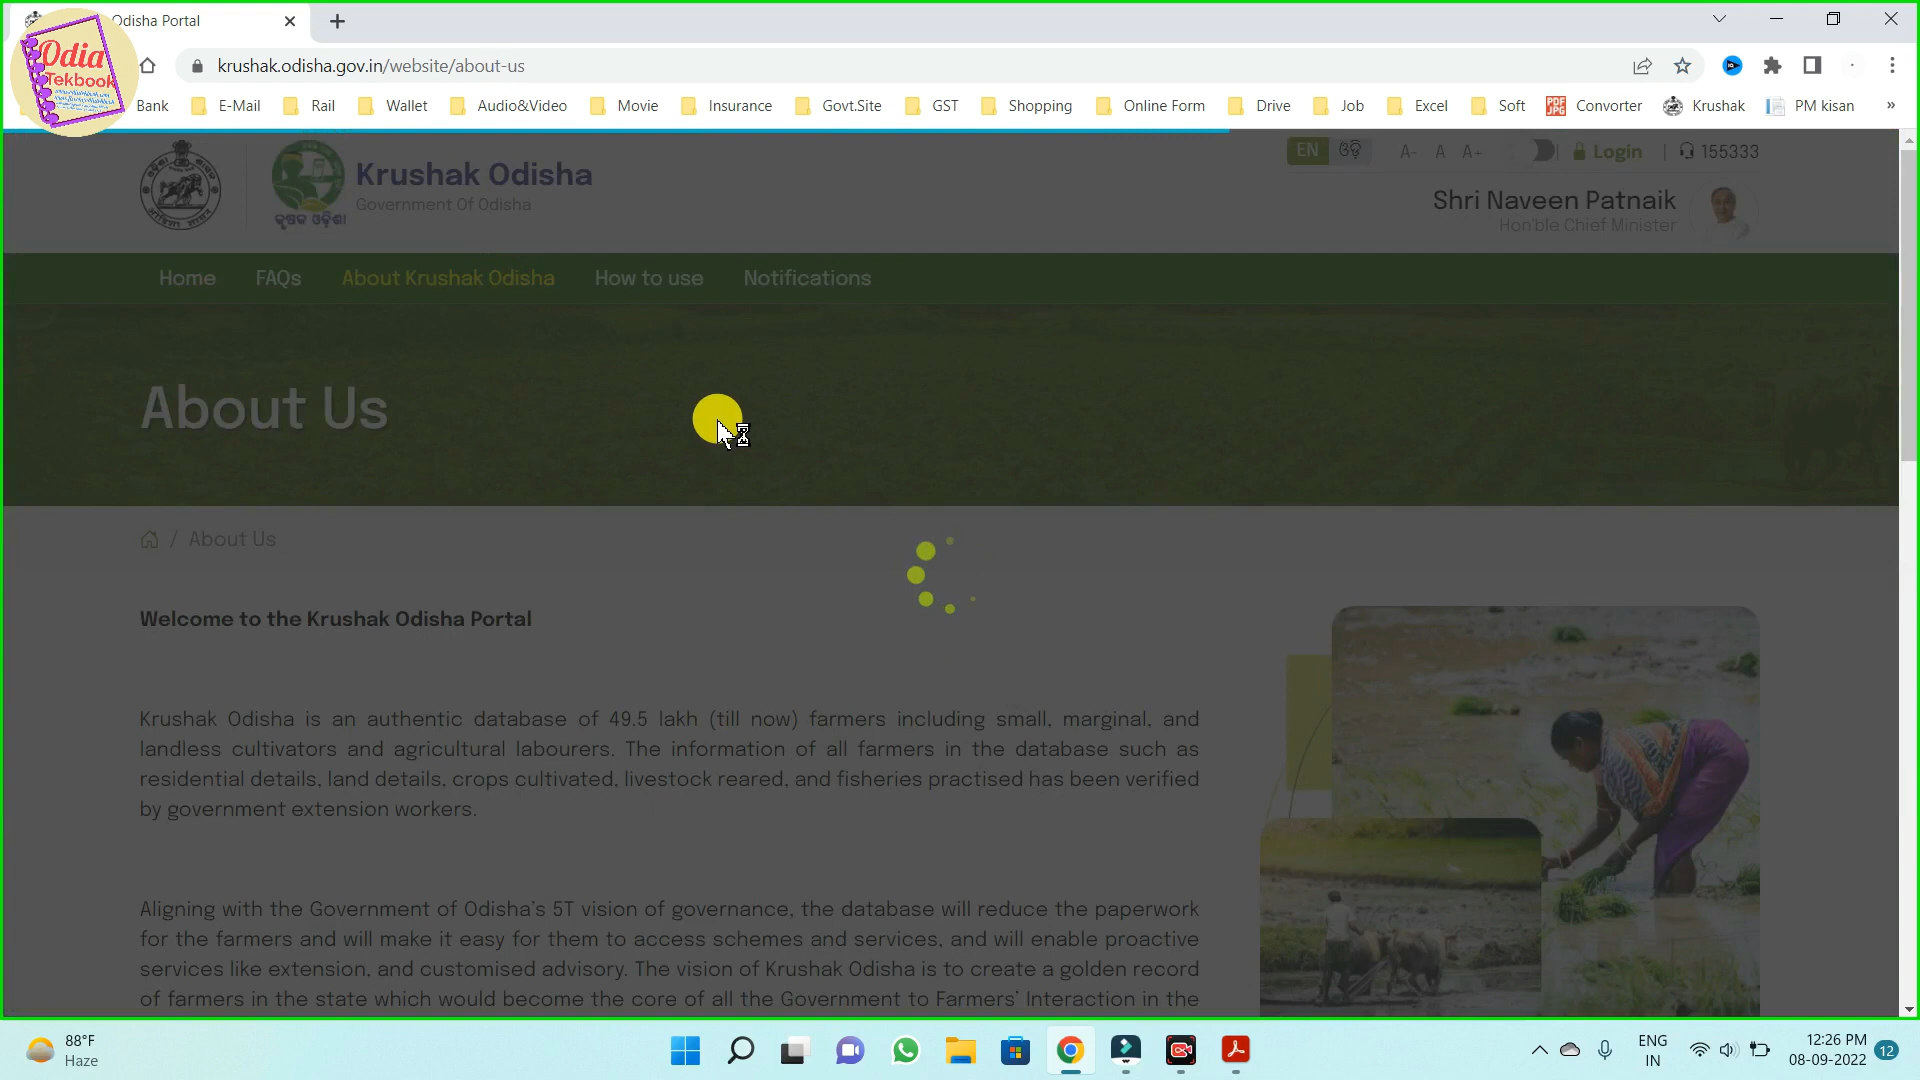 Odisha Portal
Odia
Tekbook
krushak.odisha.gov.in/website/about-us
Bank E-Mail Rail Wallet Audio&Video Movie Insurance Govt.Site GST Shopping Online Form Drive Job Excel Soft Convorter Krushak PM kisan »
EN ଓଡ଼ି A- A A+ Login | 155333
Krushak Odisha
Government Of Odisha
କୃଷକ ଓଡ଼ିଶା
Shri Naveen Patnaik
Hon'ble Chief Minister
Home FAQs About Krushak Odisha How to use Notifications
About Us
/ About Us
Welcome to the Krushak Odisha Portal
Krushak Odisha is an authentic database of 49.5 lakh (till now) farmers including small, marginal, and
landless cultivators and agricultural labourers. The information of all farmers in the database such as
residential details, land details, crops cultivated, livestock reared, and fisheries practised has been verified
by government extension workers.
Aligning with the Government of Odisha's 5T vision of governance, the database will reduce the paperwork
for the farmers and will make it easy for them to access schemes and services, and will enable proactive
services like extension, and customised advisory. The vision of Krushak Odisha is to create a golden record
of farmers in the state which would become the core of all the Government to Farmers' Interaction in the
88°F
Haze
ENG
IN
12:26 PM
08-09-2022
12